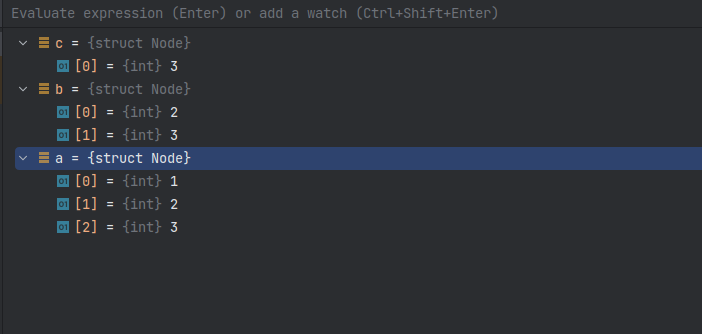 Evaluate expression (Enter) or add a watch (Ctrl+Shift+Enter)
c = {struct Node}
01 [0] = {int} 3
b = {struct Node}
01 [0] = {int} 2
01 [1] = {int} 3
a = {struct Node}
01 [0] = {int} 1
01 [1] = {int} 2
01 [2] = {int} 3